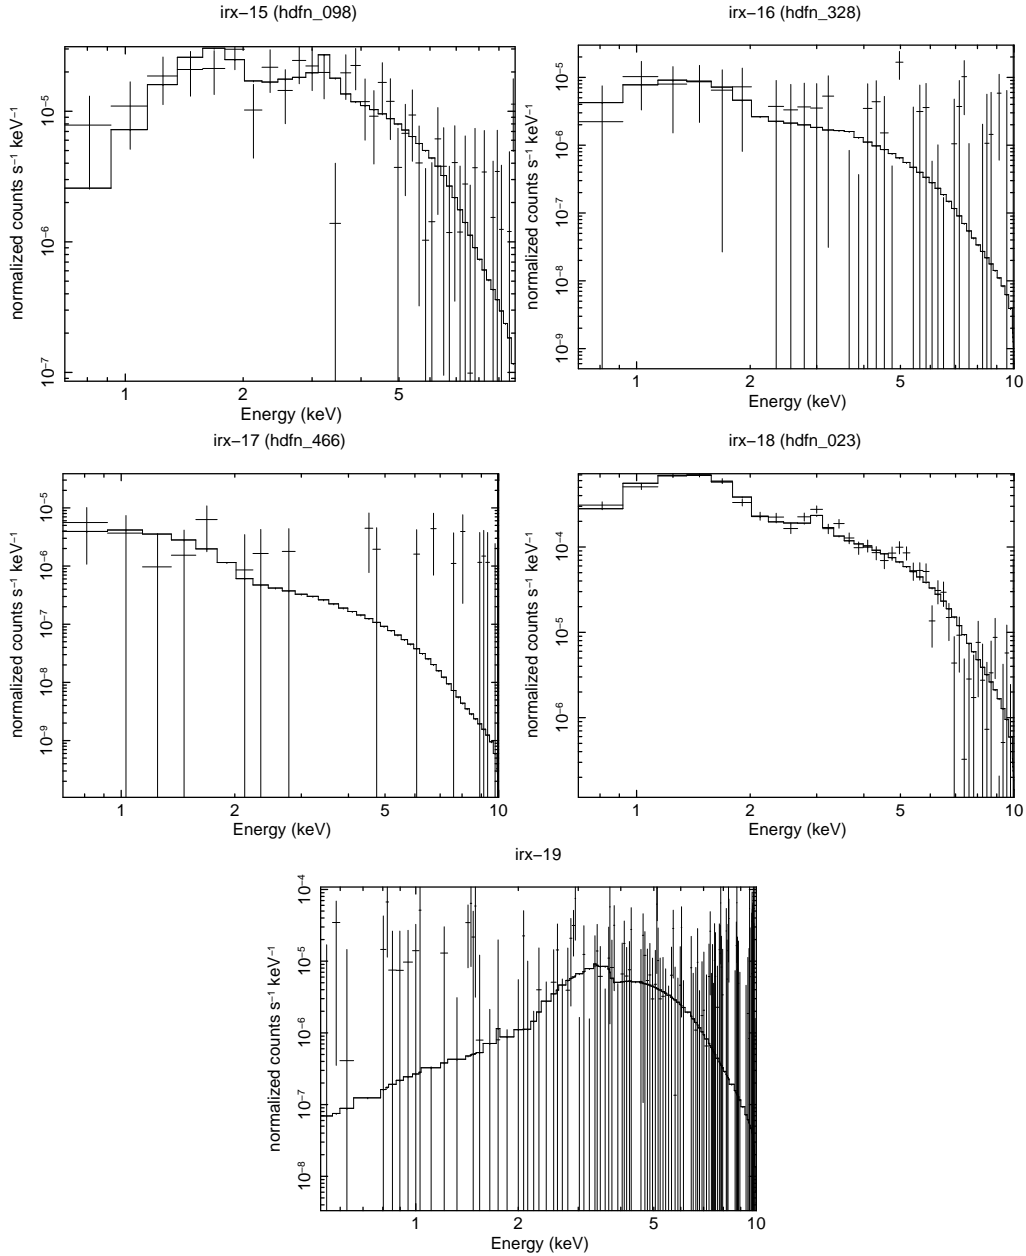 irx−15 (hdfn_098)
normalized counts s⁻¹ keV⁻¹
10⁻⁵
10⁻⁶
10⁻⁷
1 2 5
Energy (keV)
irx−16 (hdfn_328)
normalized counts s⁻¹ keV⁻¹
10⁻⁵
10⁻⁶
10⁻⁷
10⁻⁸
10⁻⁹
1 2 5 10
Energy (keV)
irx−17 (hdfn_466)
normalized counts s⁻¹ keV⁻¹
10⁻⁵
10⁻⁶
10⁻⁷
10⁻⁸
10⁻⁹
1 2 5 10
Energy (keV)
irx−18 (hdfn_023)
normalized counts s⁻¹ keV⁻¹
10⁻⁴
10⁻⁵
10⁻⁶
1 2 5 10
Energy (keV)
irx−19
normalized counts s⁻¹ keV⁻¹
10⁻⁴
10⁻⁵
10⁻⁶
10⁻⁷
10⁻⁸
1 2 5 10
Energy (keV)